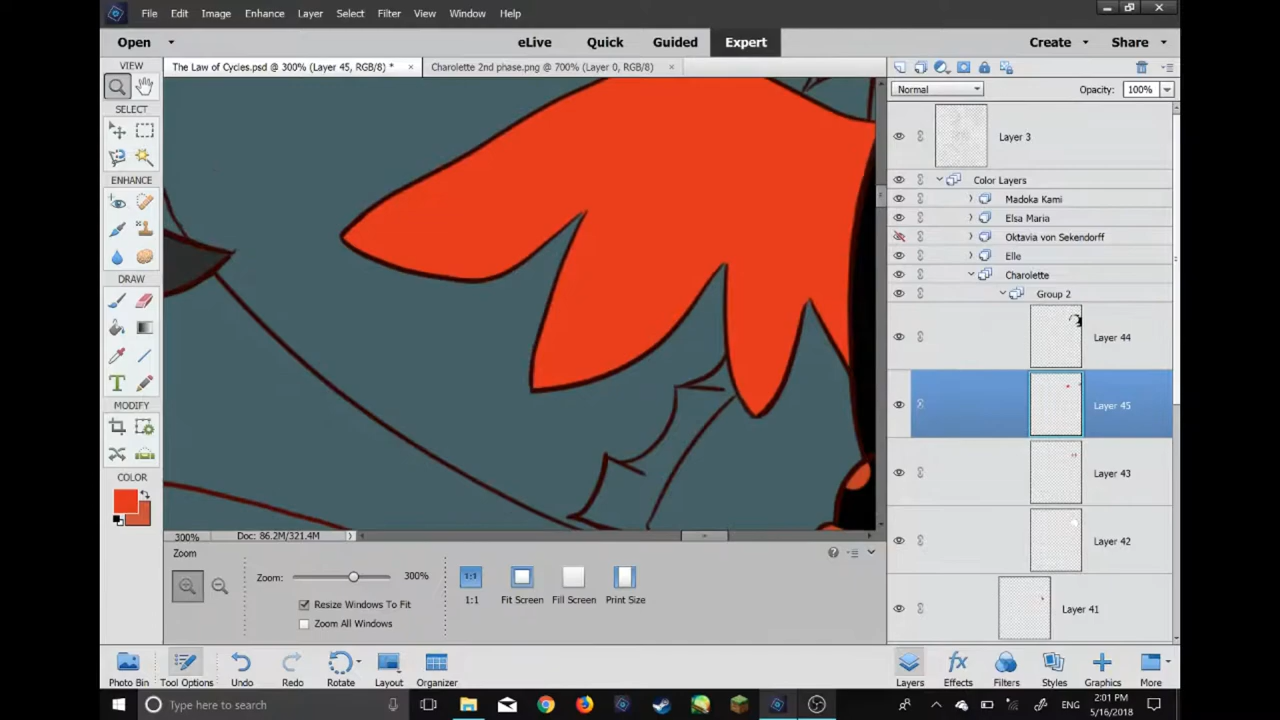 File Edit Image Enhance Layer Select Filter View Window Help
Open eLive Quick Guided Expert Create Share
VIEW
The Law of Cycles.psd @ 300% (Layer 45, RGB/8) * × Charolette 2nd phase.png @ 700% (Layer 0, RGB/8) ×
Normal Opacity: 100%
SELECT
Layer 3
ENHANCE
Color Layers
Madoka Kami
Elsa Maria
Oktavia von Sekendorff
Elle
Charolette
DRAW
Group 2
Layer 44
MODIFY
Layer 45
COLOR
Layer 43
300% Doc: 86.2M/321.4M
Layer 42
Zoom
Zoom: 300%
1:1
1:1 Fit Screen Fill Screen Print Size
Resize Windows To Fit
Zoom All Windows
Layer 41
Photo Bin Tool Options Undo Redo Rotate Layout Organizer Layers Effects Filters Styles Graphics More
Type here to search
ENG
2:01 PM
5/16/2018